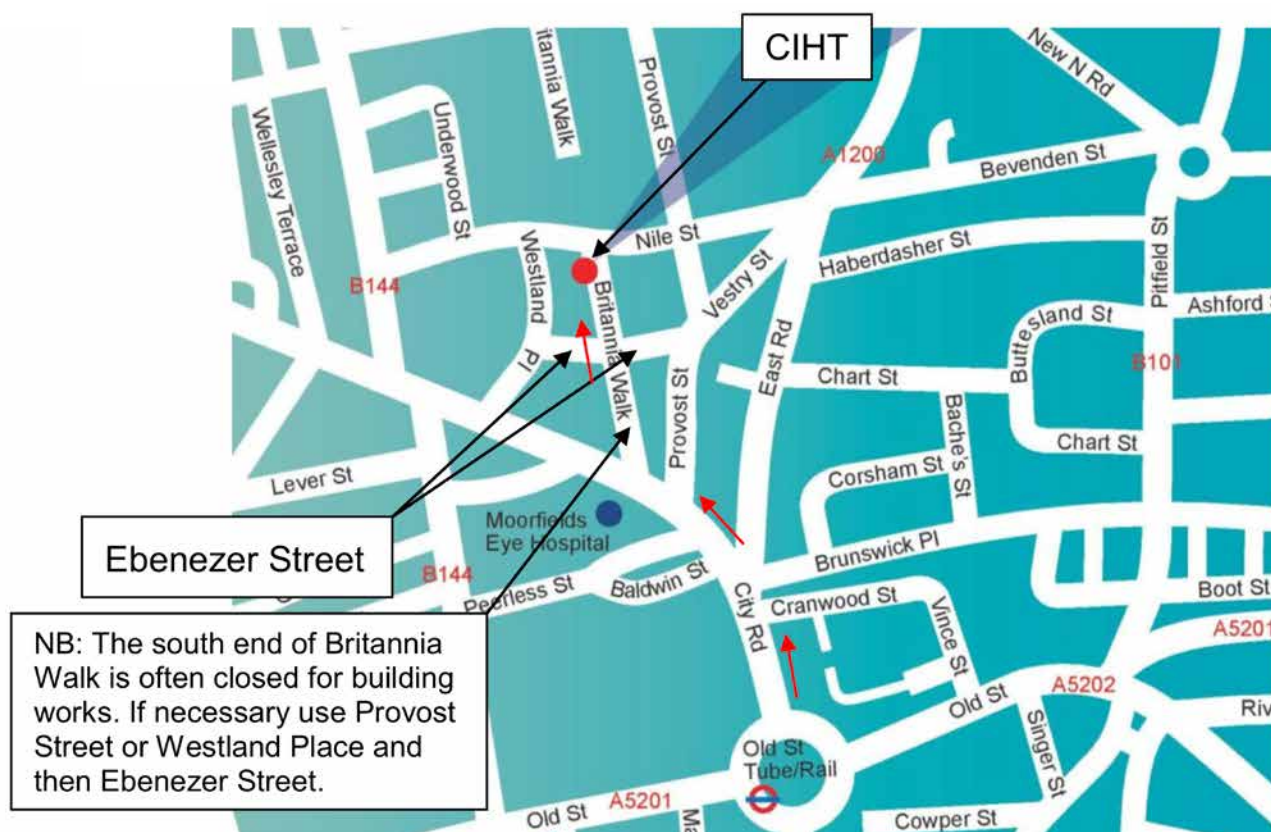 CIHT
New N Rd
itannia Walk
Provost St
Wellesley Terrace
Underwood St
A1200
Bevenden St
Nile St
Westland Pl
Haberdasher St
Vestry St
Pitfield St
B144
Britannia Walk
Buttesland St
Ashford S
East Rd
B101
Chart St
Provost St
Bache's St
Chart St
Lever St
Corsham St
Moorfields
Eye Hospital
Ebenezer Street
Brunswick Pl
B144
Peerless St
Baldwin St
City Rd
Cranwood St
Vince St
Boot St
A5201
NB: The south end of Britannia
Walk is often closed for building
works. If necessary use Provost
Street or Westland Place and
then Ebenezer Street.
Old St
A5202
Singer St
Riv
Old St
Tube/Rail
Old St
A5201
Ma
Cowper St